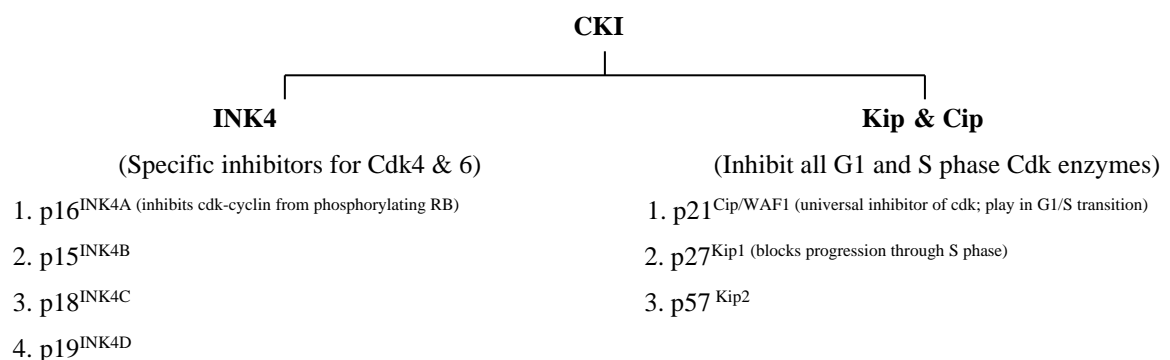 CKI
INK4
(Specific inhibitors for Cdk4 & 6)
1. p16INK4A (inhibits cdk-cyclin from phosphorylating RB)
2. p15INK4B
3. p18INK4C
4. p19INK4D
Kip & Cip
(Inhibit all G1 and S phase Cdk enzymes)
1. p21Cip/WAF1 (universal inhibitor of cdk; play in G1/S transition)
2. p27Kip1 (blocks progression through S phase)
3. p57 Kip2